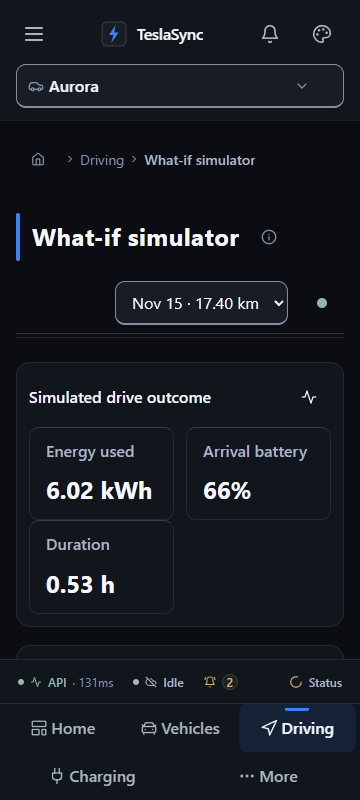 TeslaSync
Aurora
Driving What-if simulator
What-if simulator
Nov 15 · 17.40 km
Simulated drive outcome
Energy used
6.02 kWh
Arrival battery
66%
Duration
0.53 h
API · 131ms Idle 2 Status
Home Vehicles Driving
Charging More